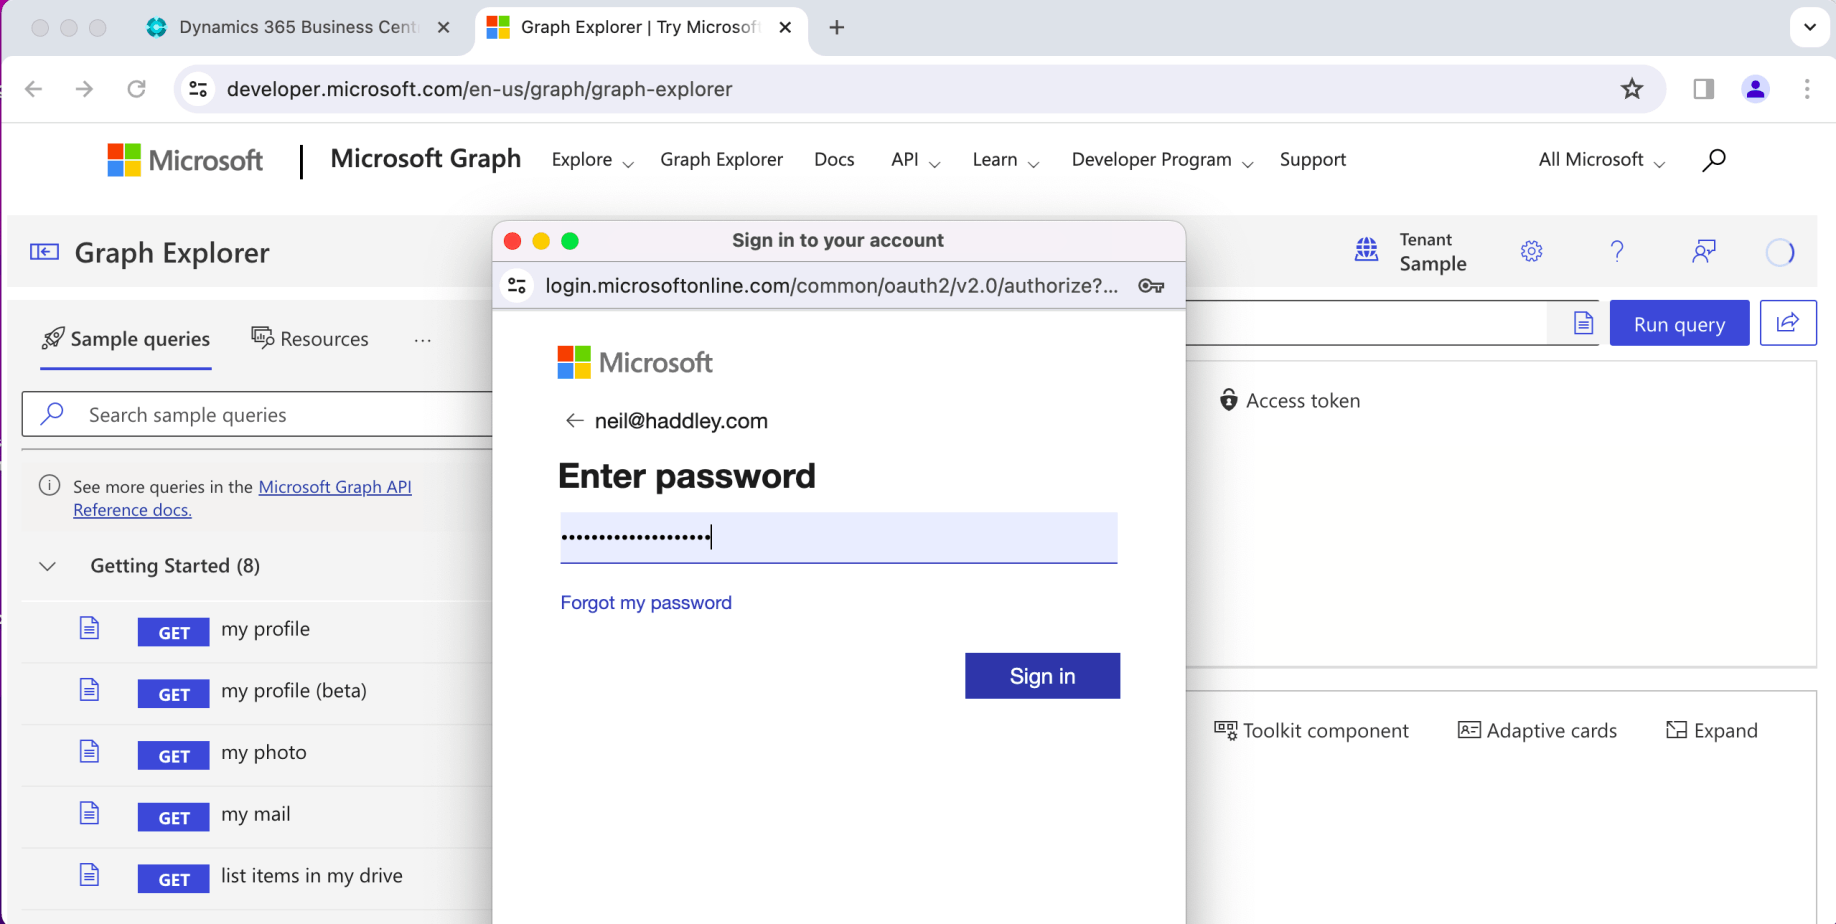 Dynamics 365 Business Cent
Graph Explorer | Try Microsof
developer.microsoft.com/en-us/graph/graph-explorer
Microsoft
Microsoft Graph
Explore
Graph Explorer
Docs
API
Learn
Developer Program
Support
All Microsoft
Graph Explorer
Tenant
Sample
Sample queries
Resources
...
Run query
Search sample queries
See more queries in the Microsoft Graph API
Reference docs.
Getting Started (8)
GET my profile
GET my profile (beta)
GET my photo
GET my mail
GET list items in my drive
Sign in to your account
login.microsoftonline.com/common/oauth2/v2.0/authorize?...
Microsoft
neil@haddley.com
Enter password
••••••••••••••••••••
Forgot my password
Sign in
Access token
Toolkit component
Adaptive cards
Expand